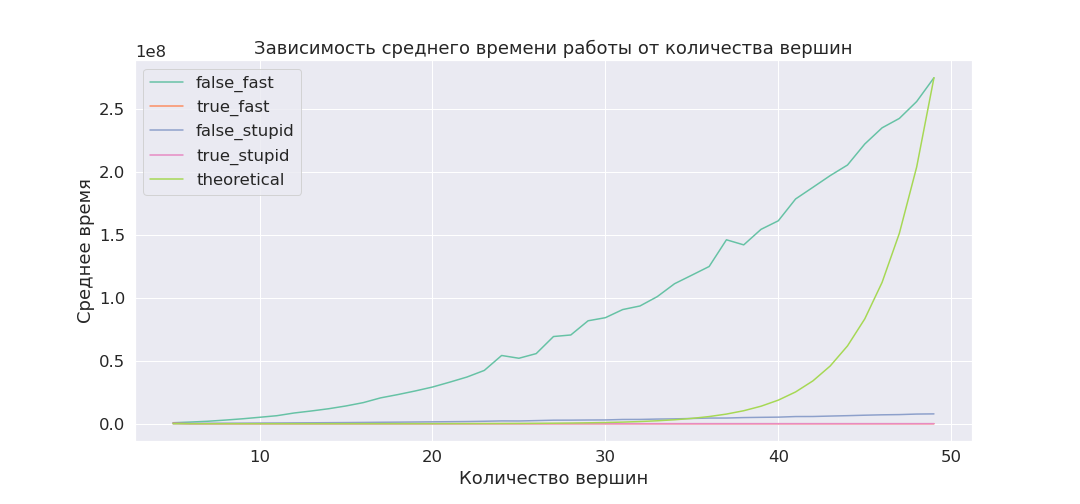 Зависимость среднего времени работы от количества вершин
1e8
false_fast
true_fast
false_stupid
true_stupid
theoretical
2.5
2.0
1.5
1.0
0.5
0.0
Среднее время
10 20 30 40 50
Количество вершин